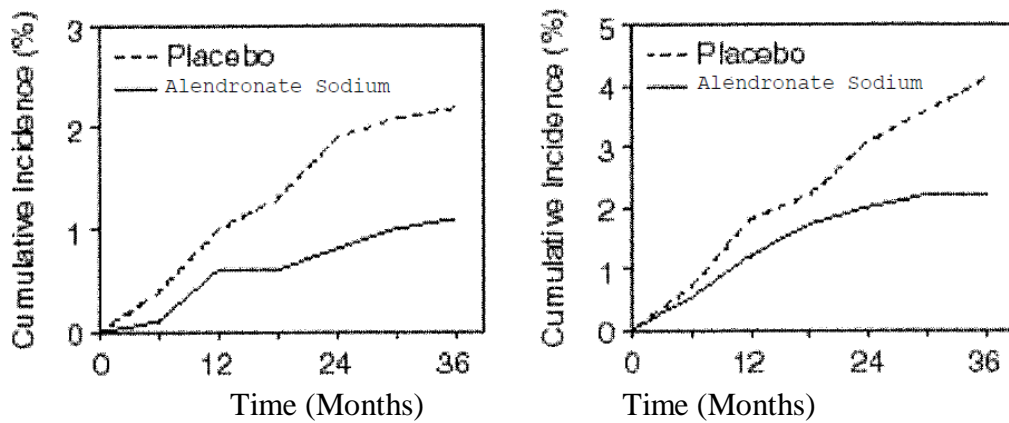 Cumulative Incidence (%)
3
2
1
0
Placebo
Alendronate Sodium
0 12 24 36
Time (Months)
Cumulative Incidence (%)
5
4
3
2
1
0
Placebo
Alendronate Sodium
0 12 24 36
Time (Months)